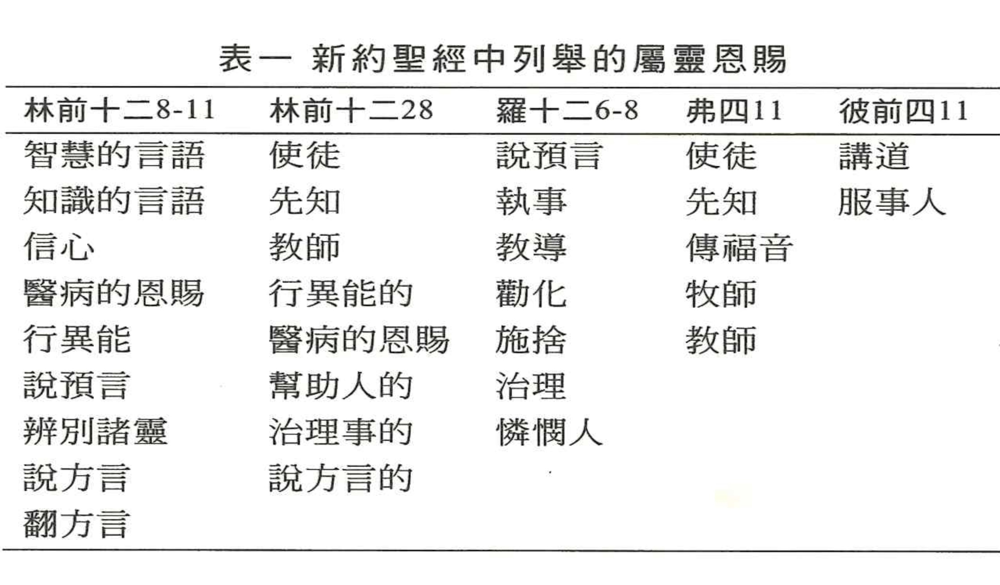 表一 新約聖經中列舉的屬靈恩賜
林前十二8-11 林前十二28 羅十二6-8 弗四11 彼前四11
智慧的言語 使徒 說預言 使徒 講道
知識的言語 先知 執事 先知 服事人
信心 教師 教導 傳福音
醫病的恩賜 行異能的 勸化 牧師
行異能 醫病的恩賜 施捨 教師
說預言 幫助人的 治理
辨別諸靈 治理事的 憐憫人
說方言 說方言的
翻方言